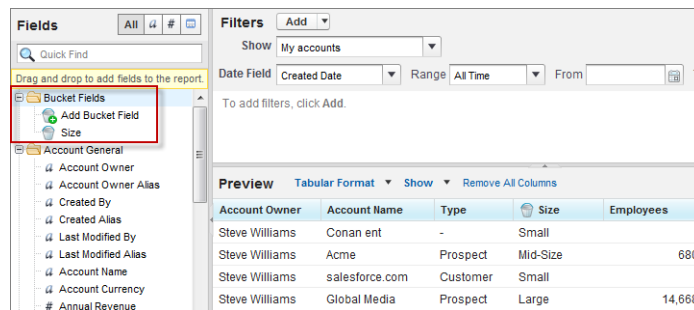 Fields
All a #
Quick Find
Drag and drop to add fields to the report.
Bucket Fields
Add Bucket Field
Size
Account General
a Account Owner
a Account Owner Alias
a Created By
a Created Alias
a Last Modified By
a Last Modified Alias
a Account Name
a Account Currency
# Annual Revenue
Filters Add
Show My accounts
Date Field Created Date Range All Time From
To add filters, click Add.
Preview Tabular Format Show Remove All Columns
Account Owner Account Name Type Size Employees
Steve Williams Conan ent - Small
Steve Williams Acme Prospect Mid-Size 680
Steve Williams salesforce.com Customer Small
Steve Williams Global Media Prospect Large 14,668